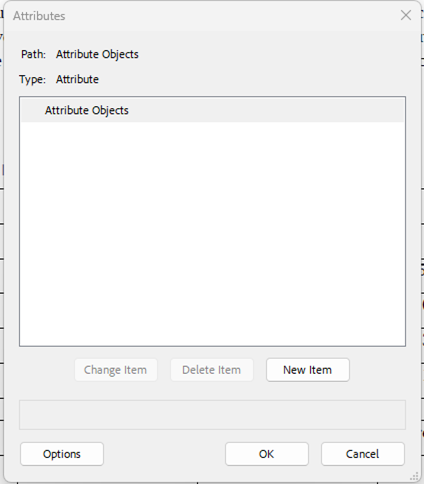 Attributes
Path: Attribute Objects
Type: Attribute
Attribute Objects
Change Item
Delete Item
New Item
Options
OK
Cancel